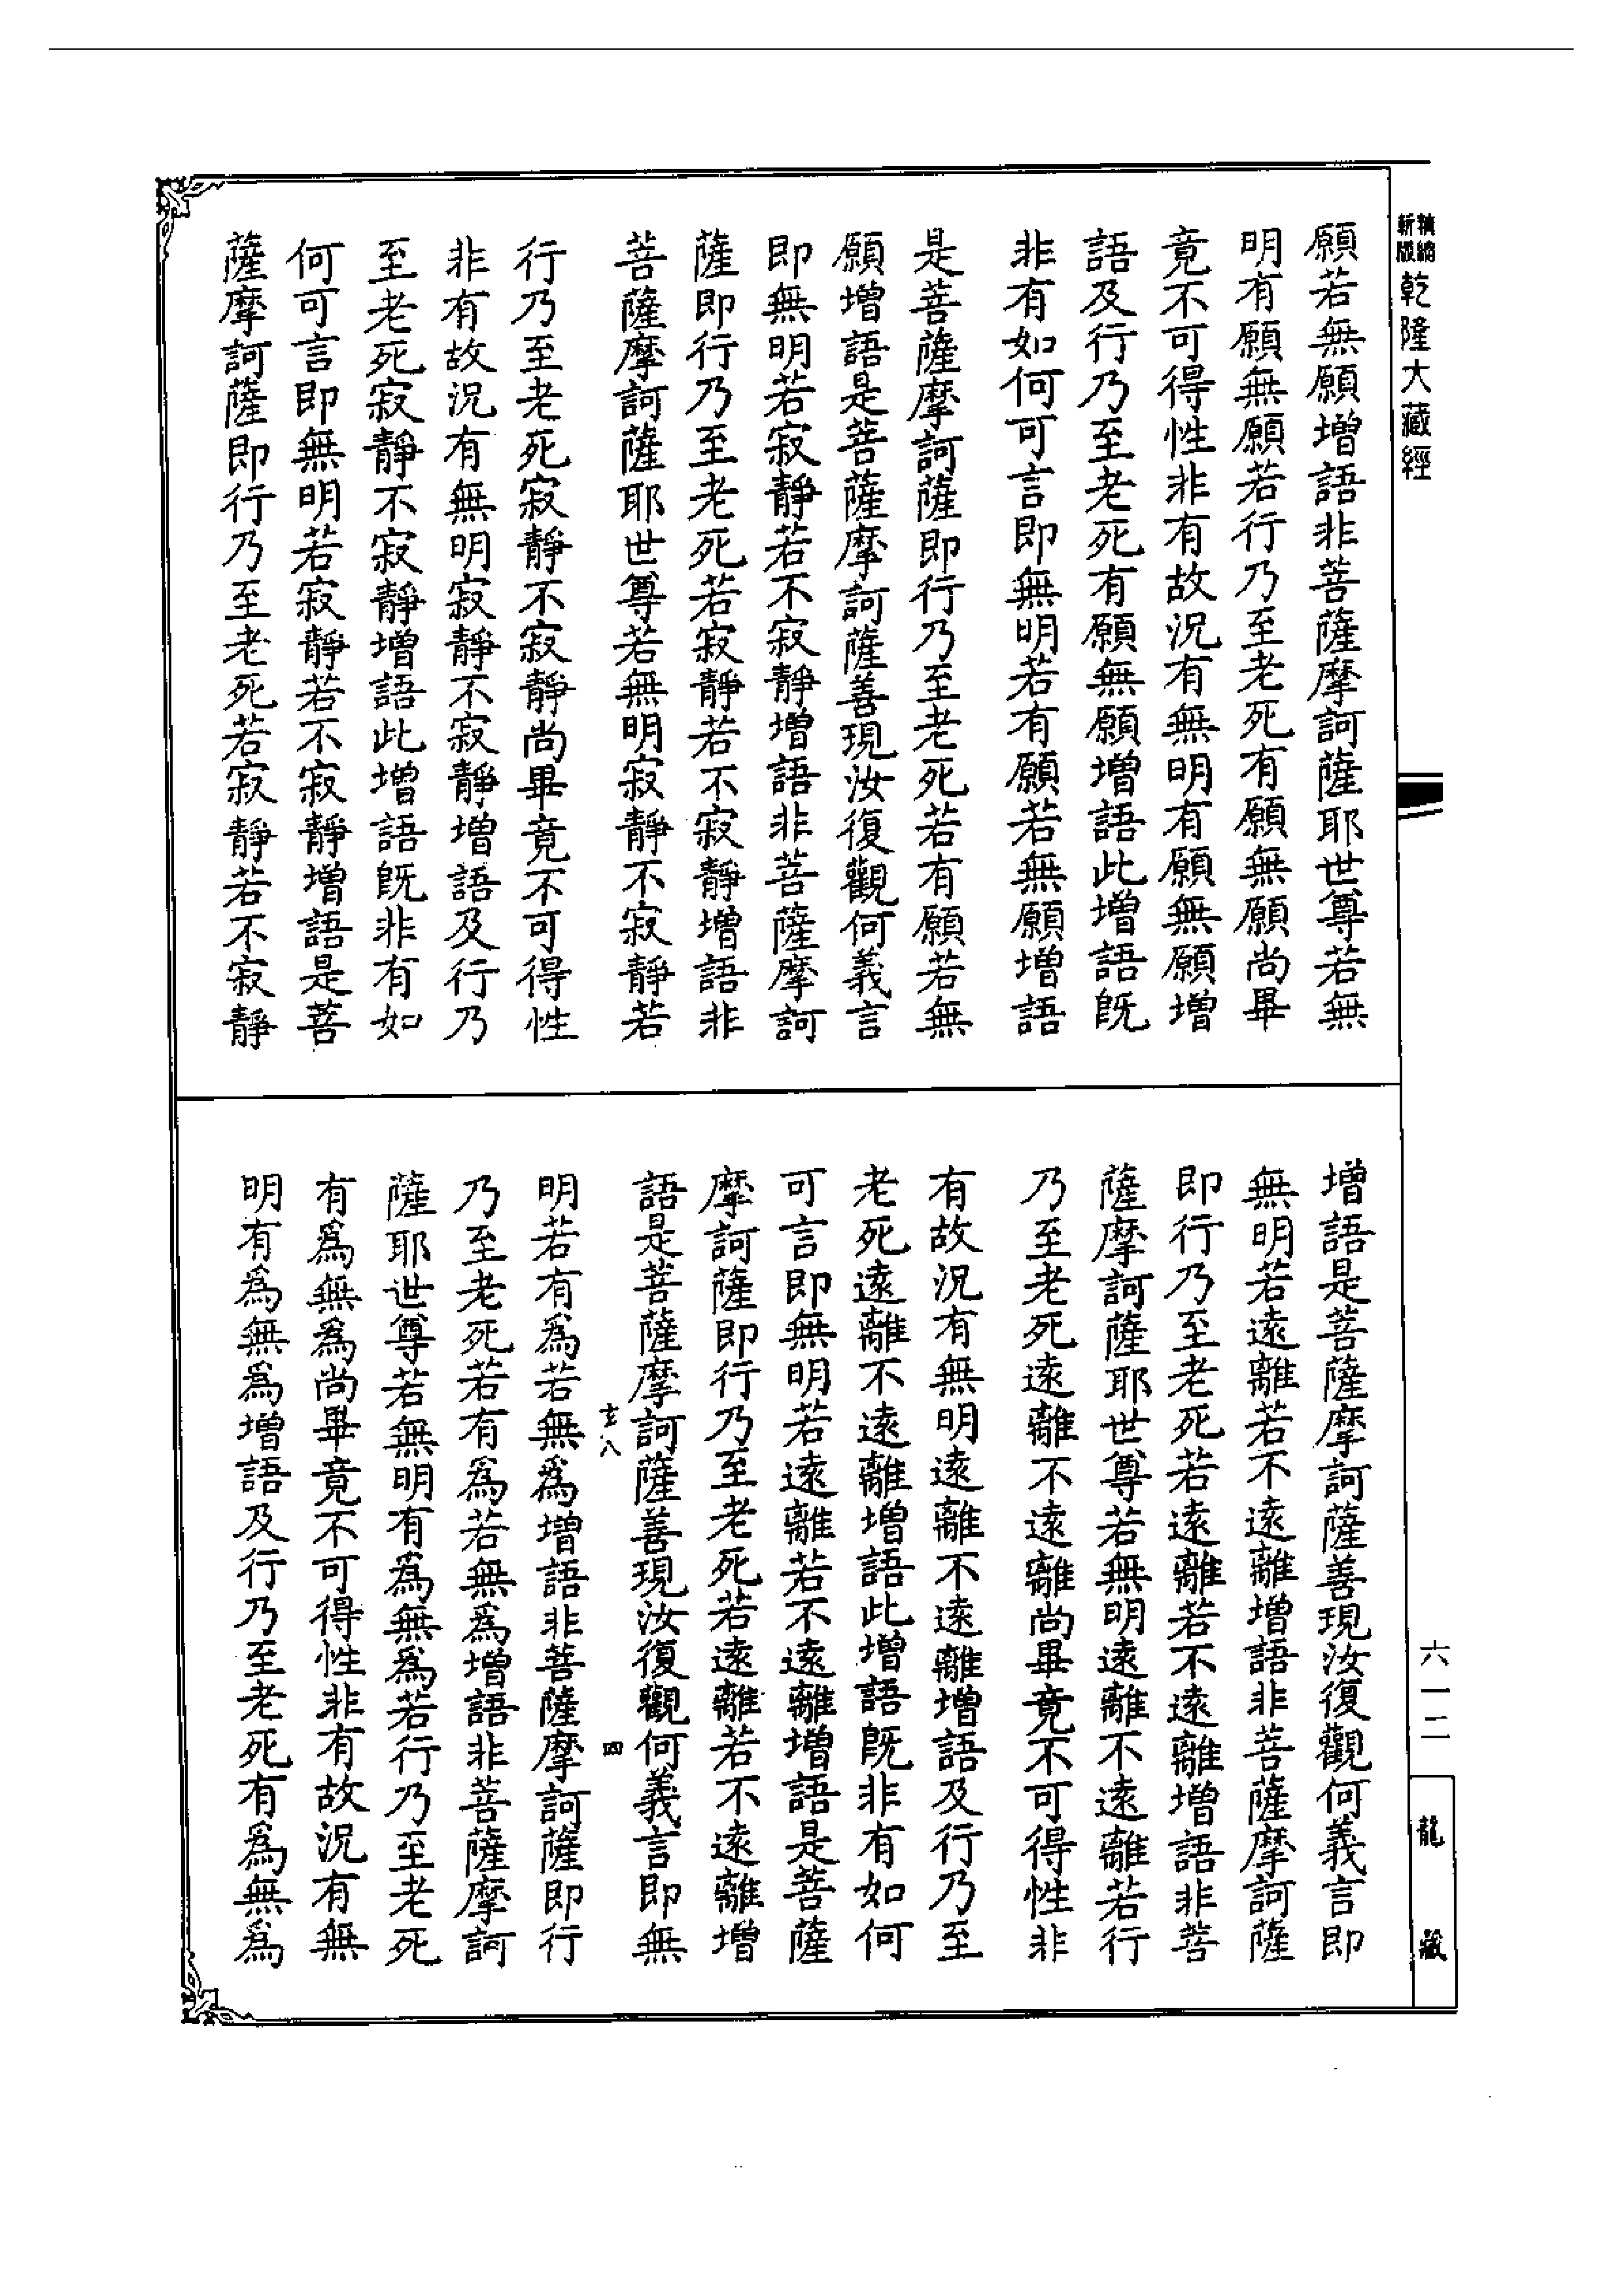 精縮
新版
乾隆大藏經
願若無願增語非菩薩摩訶薩耶世尊若無
明有願無願若行乃至老死有願無願尚畢
竟不可得性非有故況有無明有願無願增
語及行乃至老死有願無願增語此增語旣
非有如何可言即無明若有願若無願增語
是菩薩摩訶薩即行乃至老死若有願若無
願增語是菩薩摩訶薩善現汝復觀何義言
即無明若寂靜若不寂靜增語非菩薩摩訶
薩即行乃至老死若寂靜若不寂靜增語非
菩薩摩訶薩耶世尊若無明寂靜不寂靜若
行乃至老死寂靜不寂靜尚畢竟不可得性
非有故況有無明寂靜不寂靜增語及行乃
至老死寂靜不寂靜增語此增語旣非有如
何可言即無明若寂靜若不寂靜增語是菩
薩摩訶薩即行乃至老死若寂靜若不寂靜
增語是菩薩摩訶薩善現汝復觀何義言即
無明若遠離若不遠離增語非菩薩摩訶薩
即行乃至老死若遠離若不遠離增語非菩
薩摩訶薩耶世尊若無明遠離不遠離若行
乃至老死遠離不遠離尚畢竟不可得性非
有故況有無明遠離不遠離增語及行乃至
老死遠離不遠離增語此增語旣非有如何
可言即無明若遠離若不遠離增語是菩薩
摩訶薩即行乃至老死若遠離若不遠離增
語是菩薩摩訶薩善現汝復觀何義言即無
玄八 四
明若有爲若無爲增語非菩薩摩訶薩即行
乃至老死若有爲若無爲增語非菩薩摩訶
薩耶世尊若無明有爲無爲若行乃至老死
有爲無爲尚畢竟不可得性非有故況有無
明有爲無爲增語及行乃至老死有爲無爲
六一二
龍藏